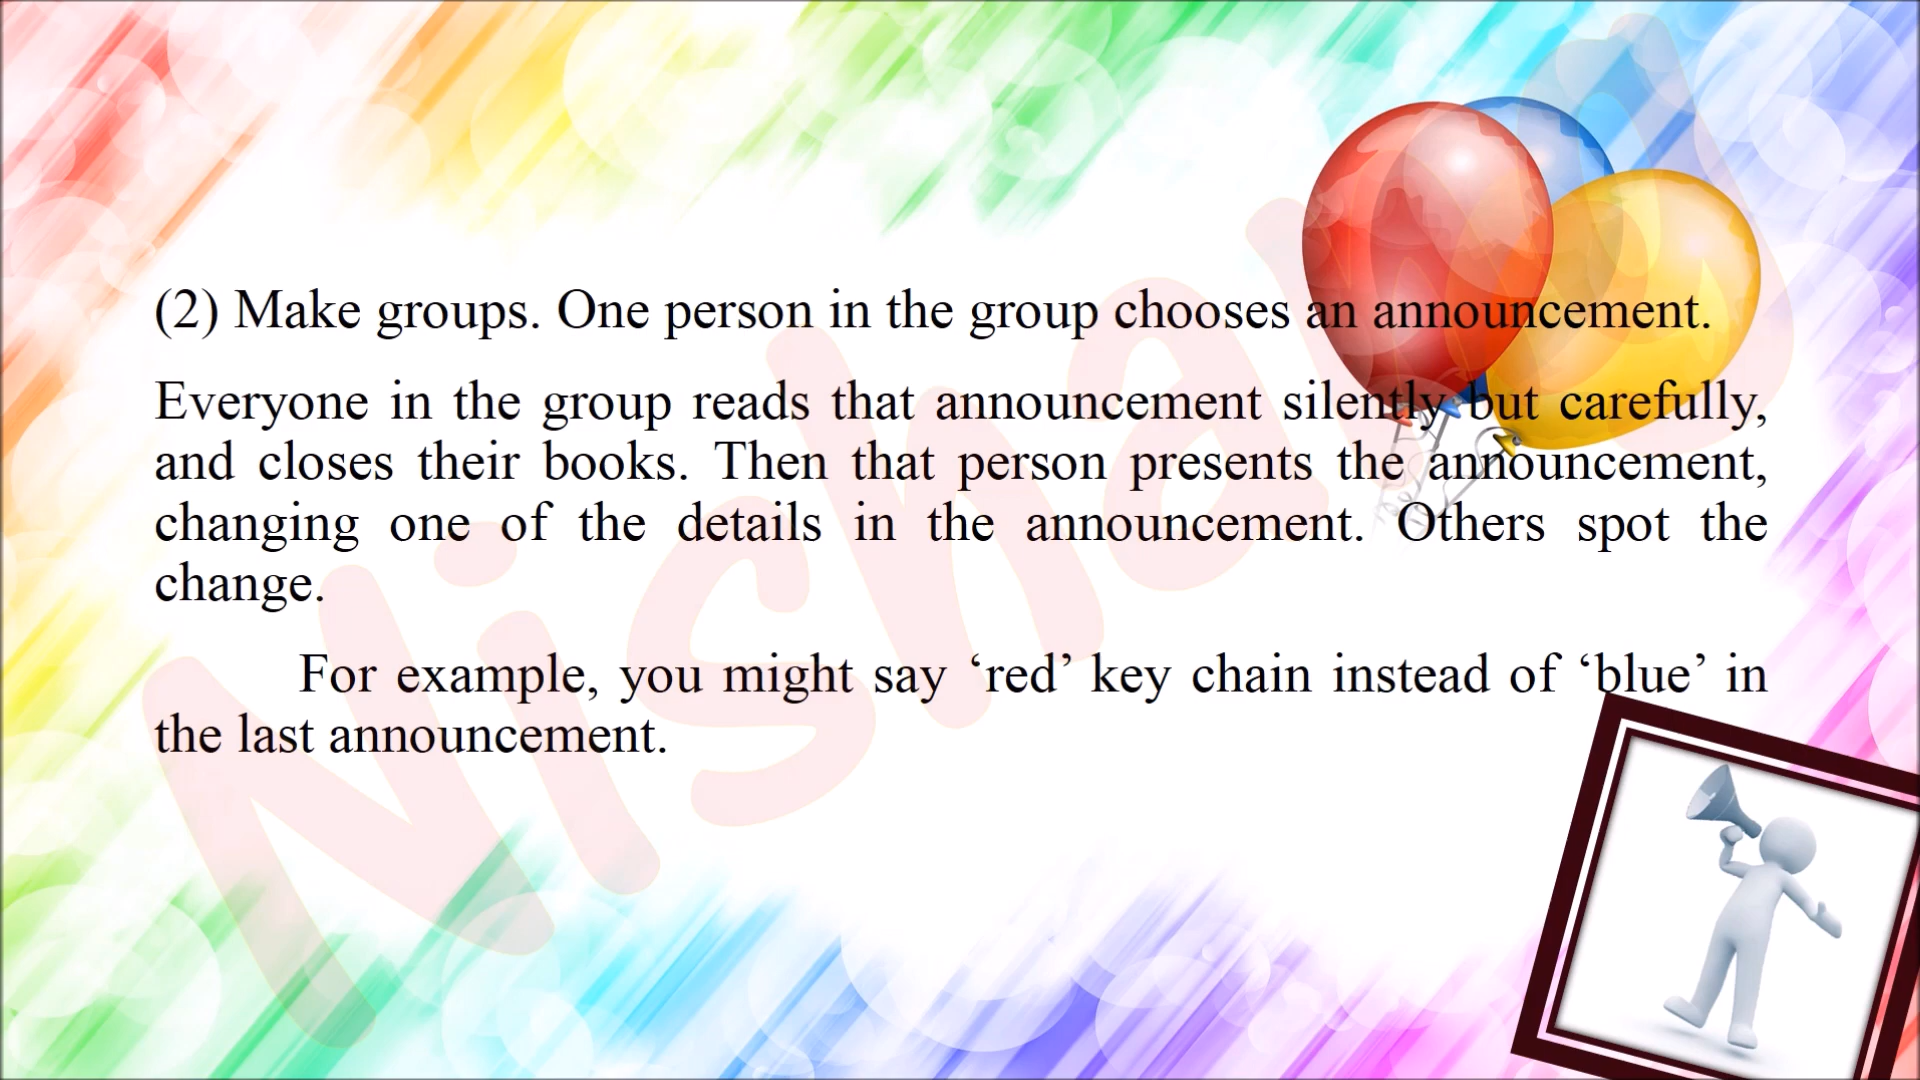 (2) Make groups. One person in the group chooses an announcement.
Everyone in the group reads that announcement silently but carefully,
and closes their books. Then that person presents the announcement,
changing one of the details in the announcement. Others spot the
change.
For example, you might say ‘red’ key chain instead of ‘blue’ in
the last announcement.